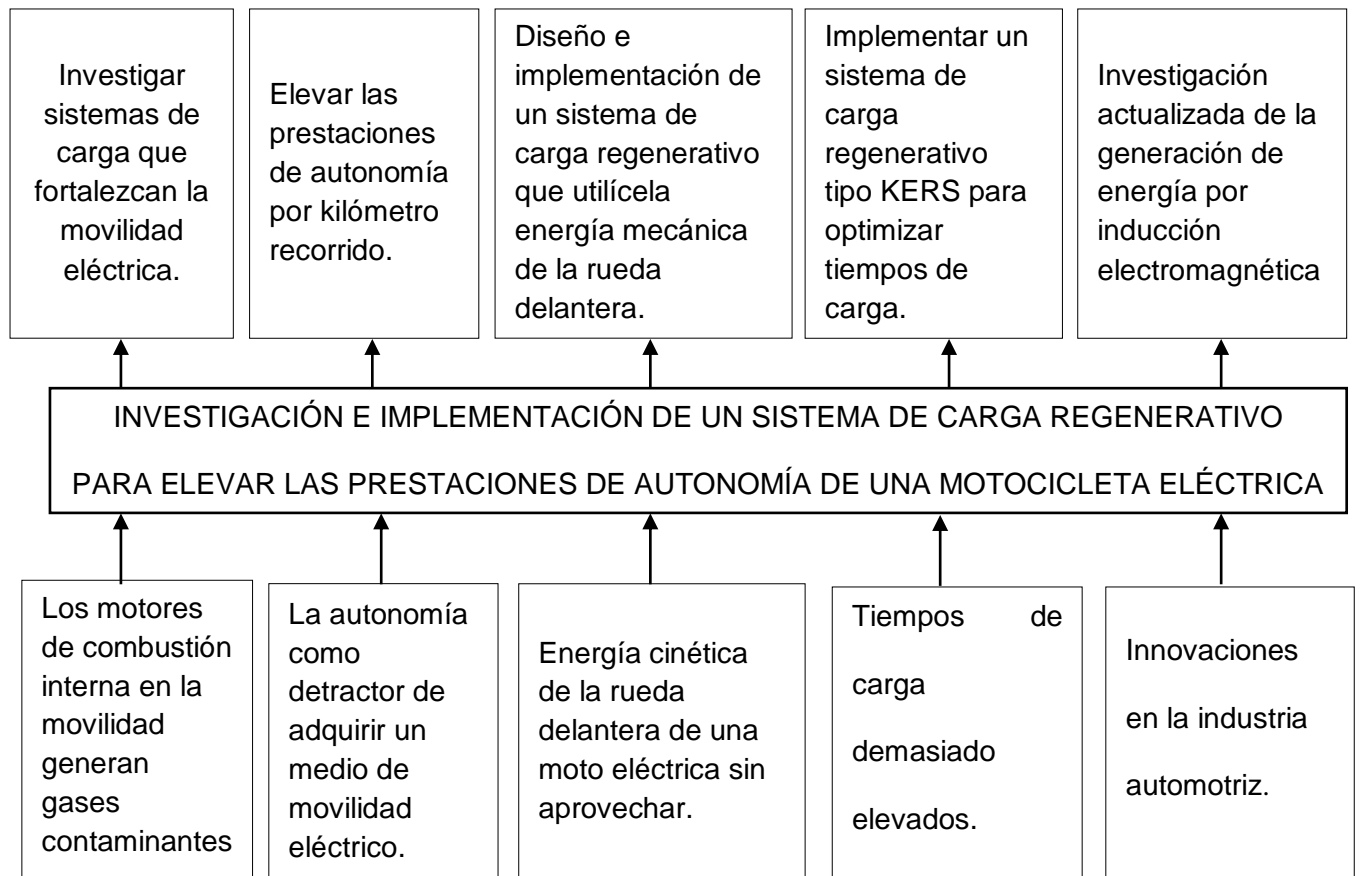 Investigar
sistemas de
carga que
fortalezcan la
movilidad
eléctrica.
Elevar las
prestaciones
de autonomía
por kilómetro
recorrido.
Diseño e
implementación de
un sistema de
carga regenerativo
que utilícela
energía mecánica
de la rueda
delantera.
Implementar un
sistema de
carga
regenerativo
tipo KERS para
optimizar
tiempos de
carga.
Investigación
actualizada de la
generación de
energía por
inducción
electromagnética
INVESTIGACIÓN E IMPLEMENTACIÓN DE UN SISTEMA DE CARGA REGENERATIVO
PARA ELEVAR LAS PRESTACIONES DE AUTONOMÍA DE UNA MOTOCICLETA ELÉCTRICA
Los motores
de combustión
interna en la
movilidad
generan
gases
contaminantes
La autonomía
como
detractor de
adquirir un
medio de
movilidad
eléctrico.
Energía cinética
de la rueda
delantera de una
moto eléctrica sin
aprovechar.
Tiempos de
carga
demasiado
elevados.
Innovaciones
en la industria
automotriz.